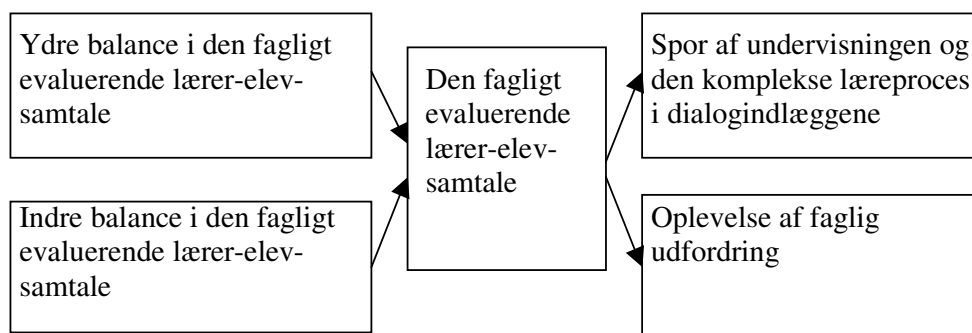 Ydre balance i den fagligt
evaluerende lærer-elev-
samtale
Indre balance i den fagligt
evaluerende lærer-elev-
samtale
Den fagligt
evaluerende
lærer-elev-
samtale
Spor af undervisningen og
den komplekse læreproces
i dialogindlæggene
Oplevelse af faglig
udfordring